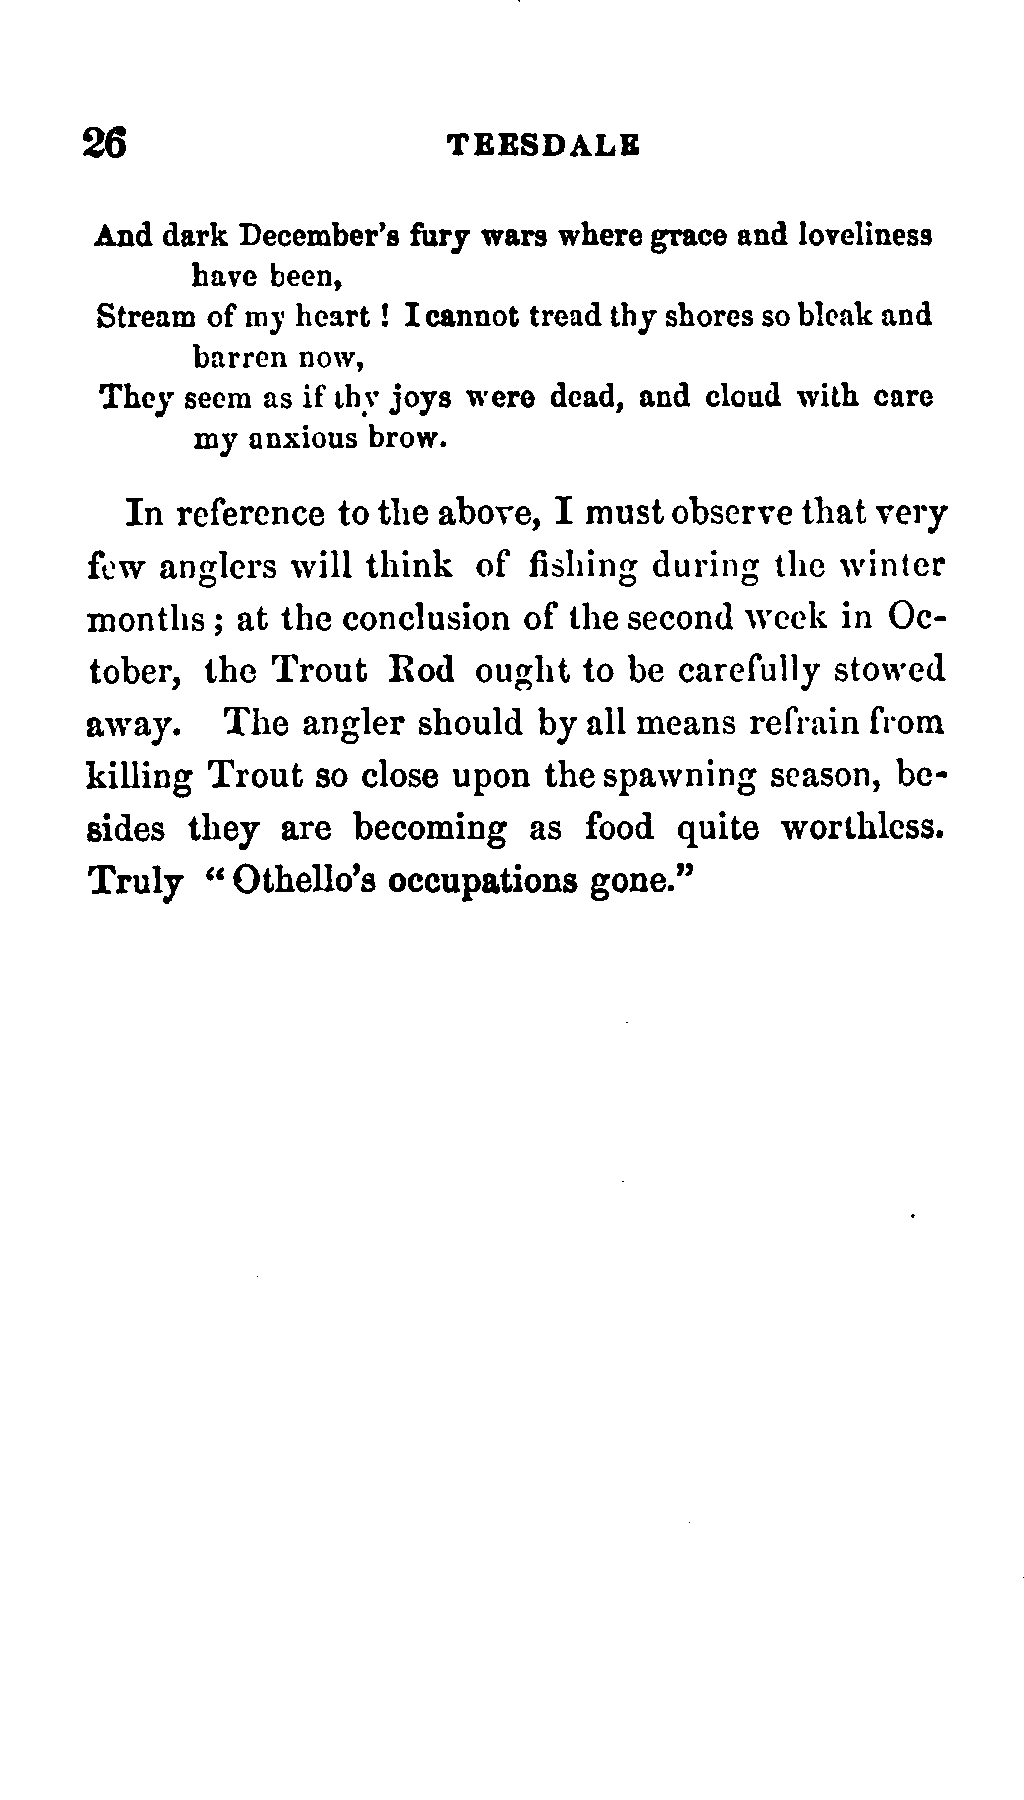 26 TEESDALE
And dark December's fury wars where grace and loveliness
have been,
Stream of my heart ! I cannot tread thy shores so bleak and
barren now,
They seem as if thy joys were dead, and cloud with care
my anxious brow.
In reference to the above, I must observe that very
few anglers will think of fishing during the winter
months ; at the conclusion of the second week in Oc-
tober, the Trout Rod ought to be carefully stowed
away. The angler should by all means refrain from
killing Trout so close upon the spawning season, be-
sides they are becoming as food quite worthless.
Truly “ Othello's occupations gone.”